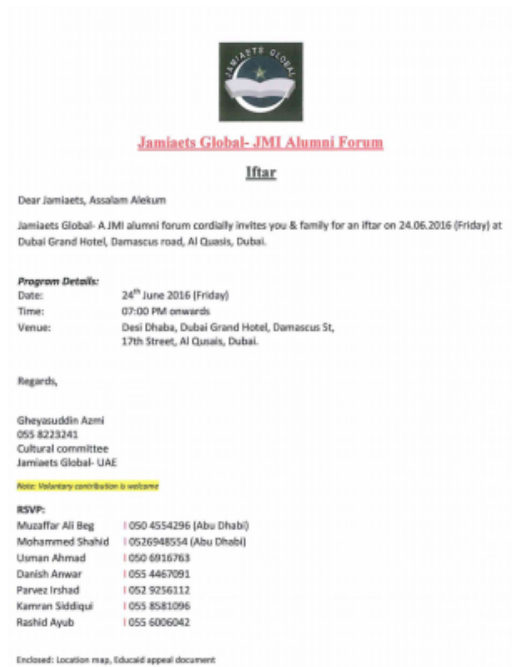 JAMIAETS GLOBAL
Jamiaets Global- JMI Alumni Forum
Iftar
Dear Jamiaets, Assalam Alekum
Jamiaets Global- A JMI alumni forum cordially invites you & family for an iftar on 24.06.2016 (Friday) at
Dubai Grand Hotel, Damascus road, Al Quasis, Dubai.
Program Details:
Date: 24th June 2016 (Friday)
Time: 07:00 PM onwards
Venue: Desi Dhaba, Dubai Grand Hotel, Damascus St,
17th Street, Al Qusais, Dubai.
Regards,
Gheyasuddin Azmi
055 8223241
Cultural committee
Jamiaets Global- UAE
Note: Voluntary contribution is welcome
RSVP:
Muzaffar Ali Beg I 050 4554296 (Abu Dhabi)
Mohammed Shahid I 0526948554 (Abu Dhabi)
Usman Ahmad I 050 6916763
Danish Anwar I 055 4467091
Parvez Irshad I 052 9256112
Kamran Siddiqui I 055 8581096
Rashid Ayub I 055 6006042
Enclosed: Location map, Educaid appeal document